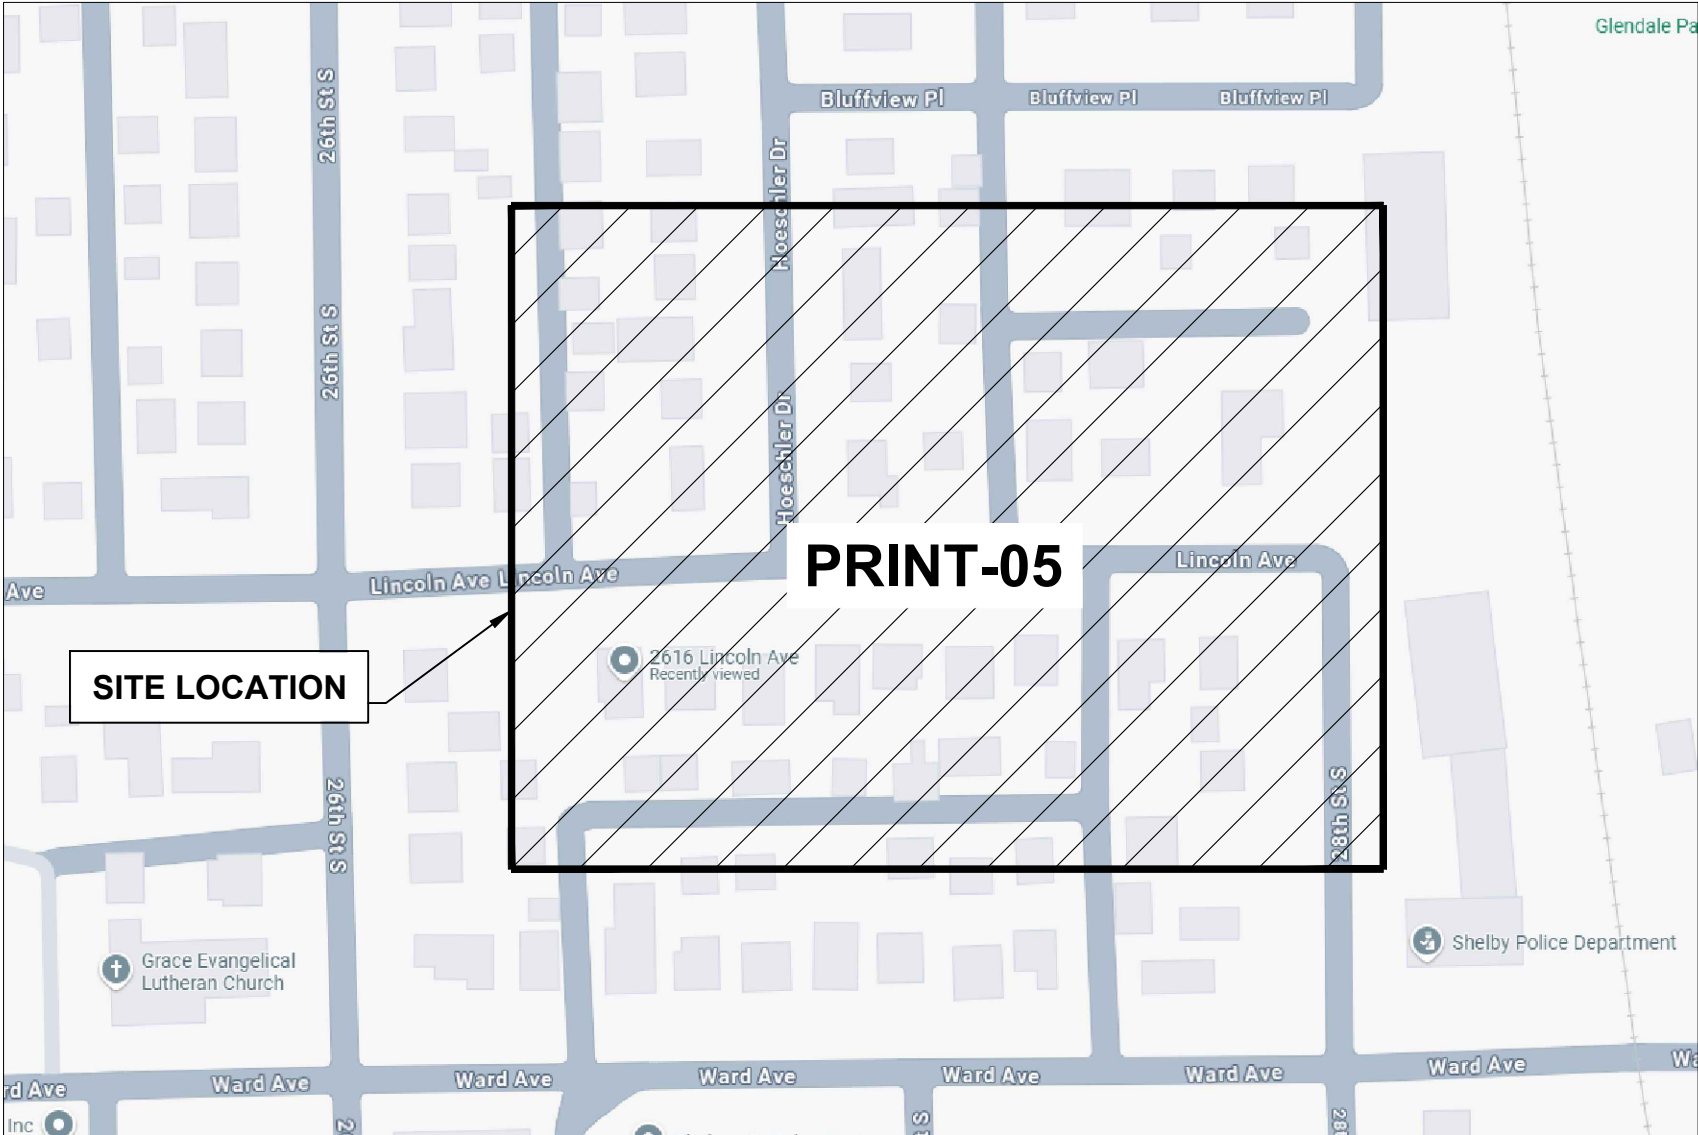 Glendale Pa
Bluffview Pl
Bluffview Pl
Bluffview Pl
26th St S
Hoeschler Dr
26th St S
Hoeschler Dr
PRINT-05
Lincoln Ave
Lincoln Ave
Lincoln Ave
Ave
2616 Lincoln Ave
Recently viewed
SITE LOCATION
26th St S
28th St S
Shelby Police Department
Grace Evangelical
Lutheran Church
Ward Ave
Ward Ave
Ward Ave
Ward Ave
Ward Ave
Ward Ave
rd Ave
Wa
Inc